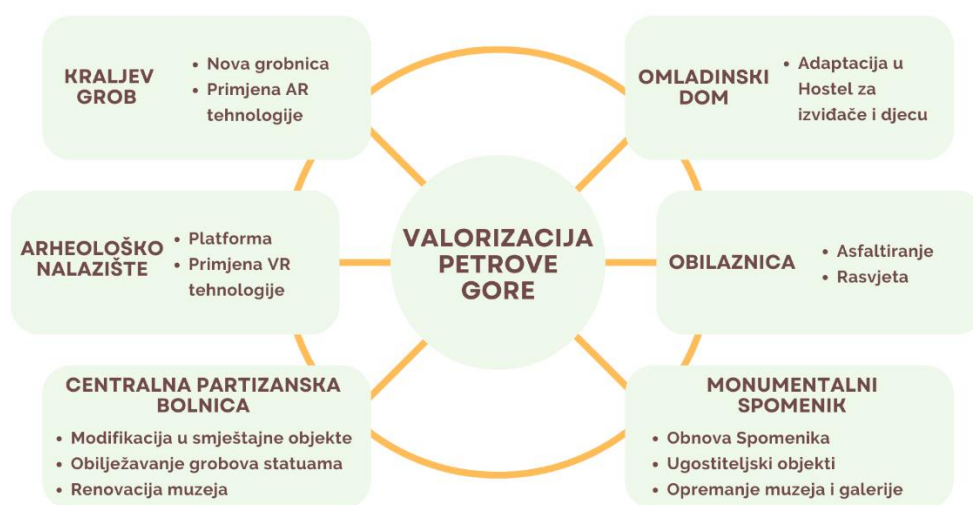 KRALJEV
GROB
• Nova grobnica
• Primjena AR
tehnologije
OMLADINSKI
DOM
• Adaptacija u
Hostel za
izviđače i djecu
ARHEOLOŠKO
NALAZIŠTE
• Platforma
• Primjena VR
tehnologije
VALORIZACIJA
PETROVE
GORE
OBILAZNICA
• Asfaltiranje
• Rasvjeta
CENTRALNA PARTIZANSKA
BOLNICA
• Modifikacija u smještajne objekte
• Obilježavanje grobova statuama
• Renovacija muzeja
MONUMENTALNI
SPOMENIK
• Obnova Spomenika
• Ugostiteljski objekti
• Opremanje muzeja i galerije